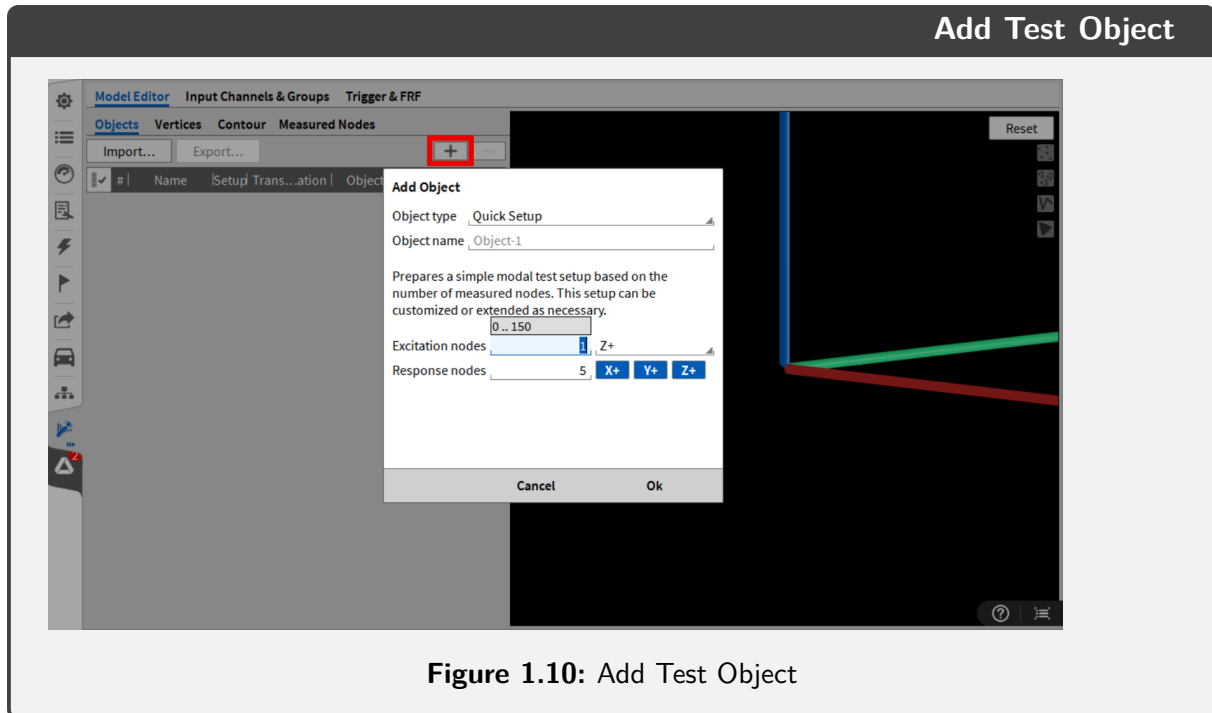 Add Test Object
Model Editor Input Channels & Groups Trigger & FRF
Objects Vertices Contour Measured Nodes
Reset
Import... Export... +
# Name Setup Trans...ation Object
Add Object
Object type Quick Setup
Object name Object-1
Prepares a simple modal test setup based on the
number of measured nodes. This setup can be
customized or extended as necessary.
0 .. 150
Excitation nodes 1 Z+
Response nodes 5 X+ Y+ Z+
2
Cancel Ok
Figure 1.10: Add Test Object